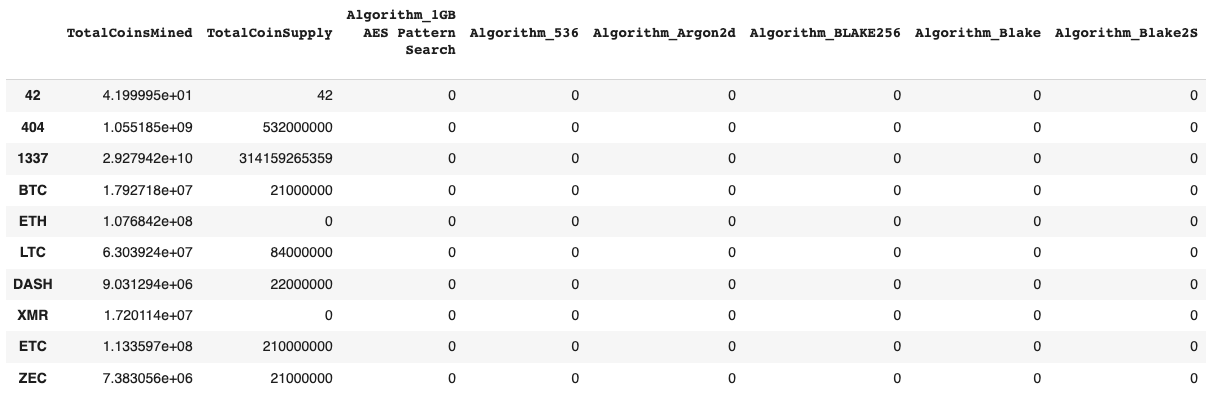 TotalCoinsMined TotalCoinSupply Algorithm_1GB AES Pattern Search Algorithm_536 Algorithm_Argon2d Algorithm_BLAKE256 Algorithm_Blake Algorithm_Blake2S
42 4.199995e+01 42 0 0 0 0 0 0
404 1.055185e+09 532000000 0 0 0 0 0 0
1337 2.927942e+10 314159265359 0 0 0 0 0 0
BTC 1.792718e+07 21000000 0 0 0 0 0 0
ETH 1.076842e+08 0 0 0 0 0 0 0
LTC 6.303924e+07 84000000 0 0 0 0 0 0
DASH 9.031294e+06 22000000 0 0 0 0 0 0
XMR 1.720114e+07 0 0 0 0 0 0 0
ETC 1.133597e+08 210000000 0 0 0 0 0 0
ZEC 7.383056e+06 21000000 0 0 0 0 0 0